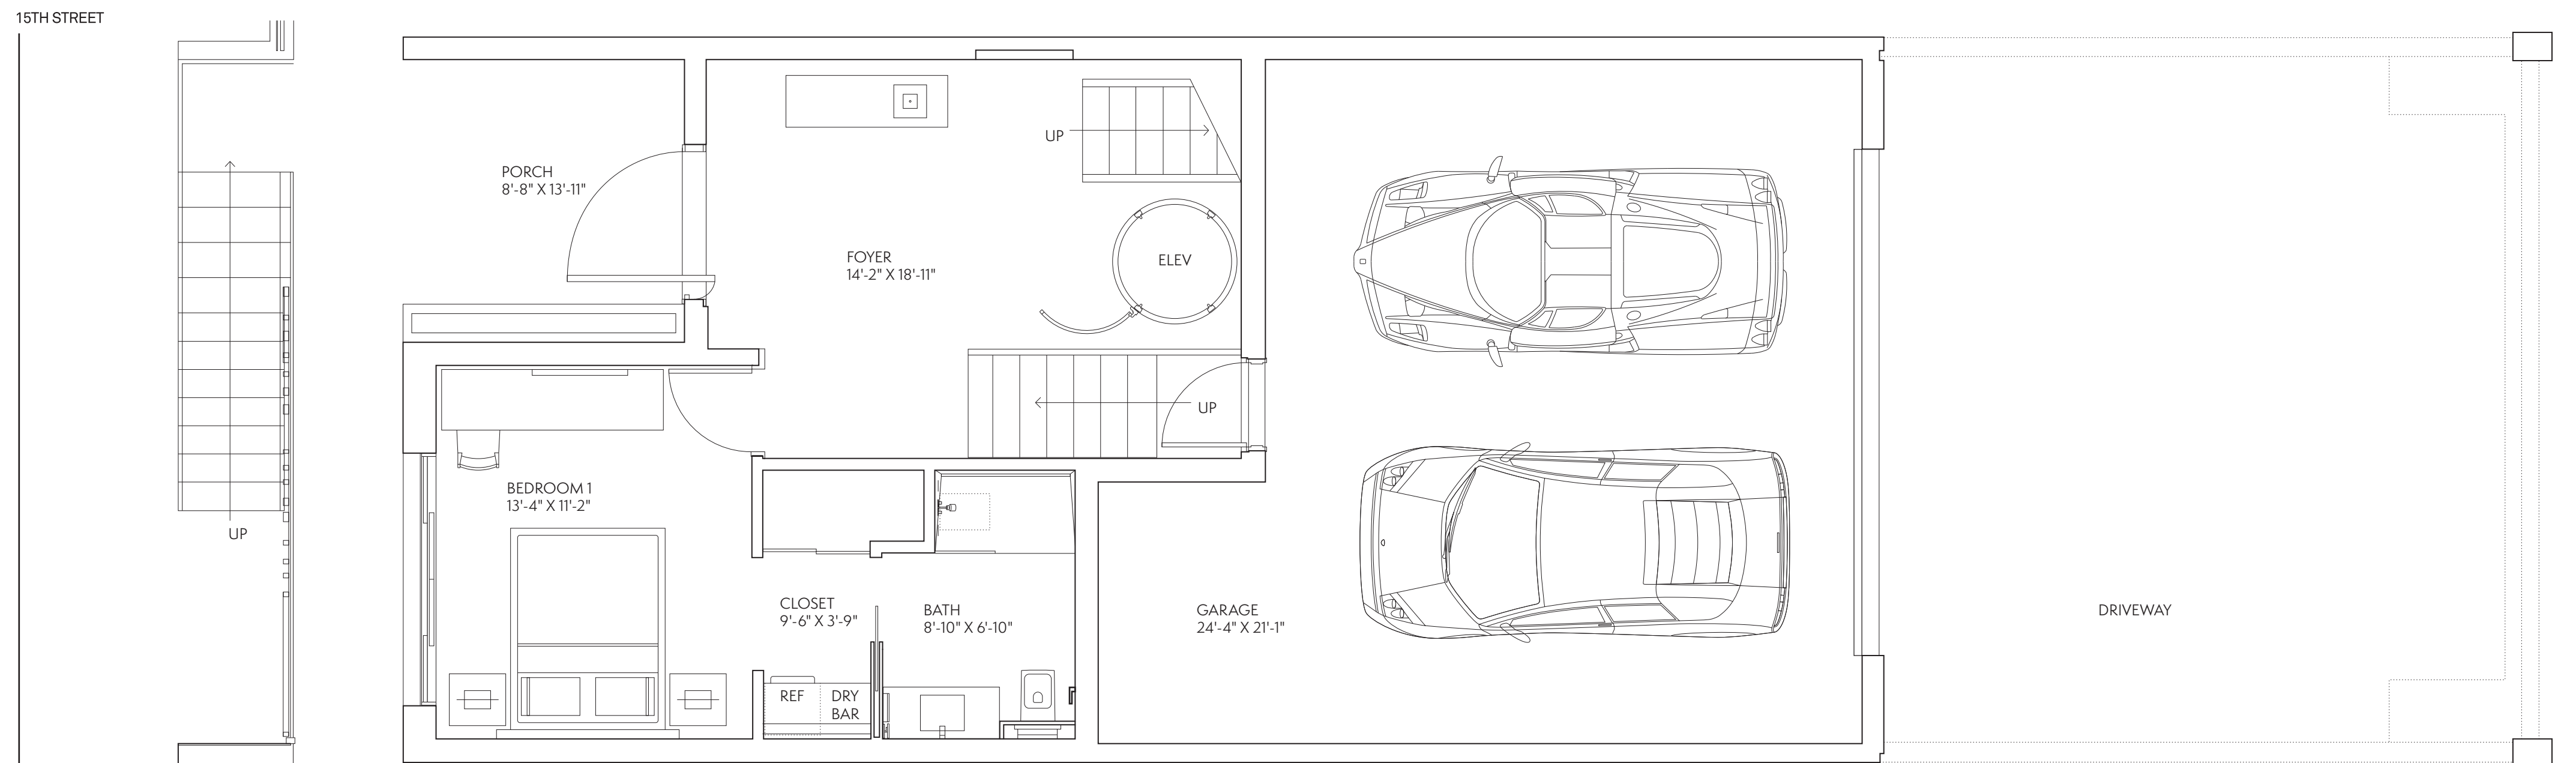 15TH STREET
UP
PORCH
8'-8" X 13'-11"
UP
FOYER
14'-2" X 18'-11"
ELEV
UP
BEDROOM 1
13'-4" X 11'-2"
CLOSET
9'-6" X 3'-9"
BATH
8'-10" X 6'-10"
REF
DRY
BAR
GARAGE
24'-4" X 21'-1"
DRIVEWAY